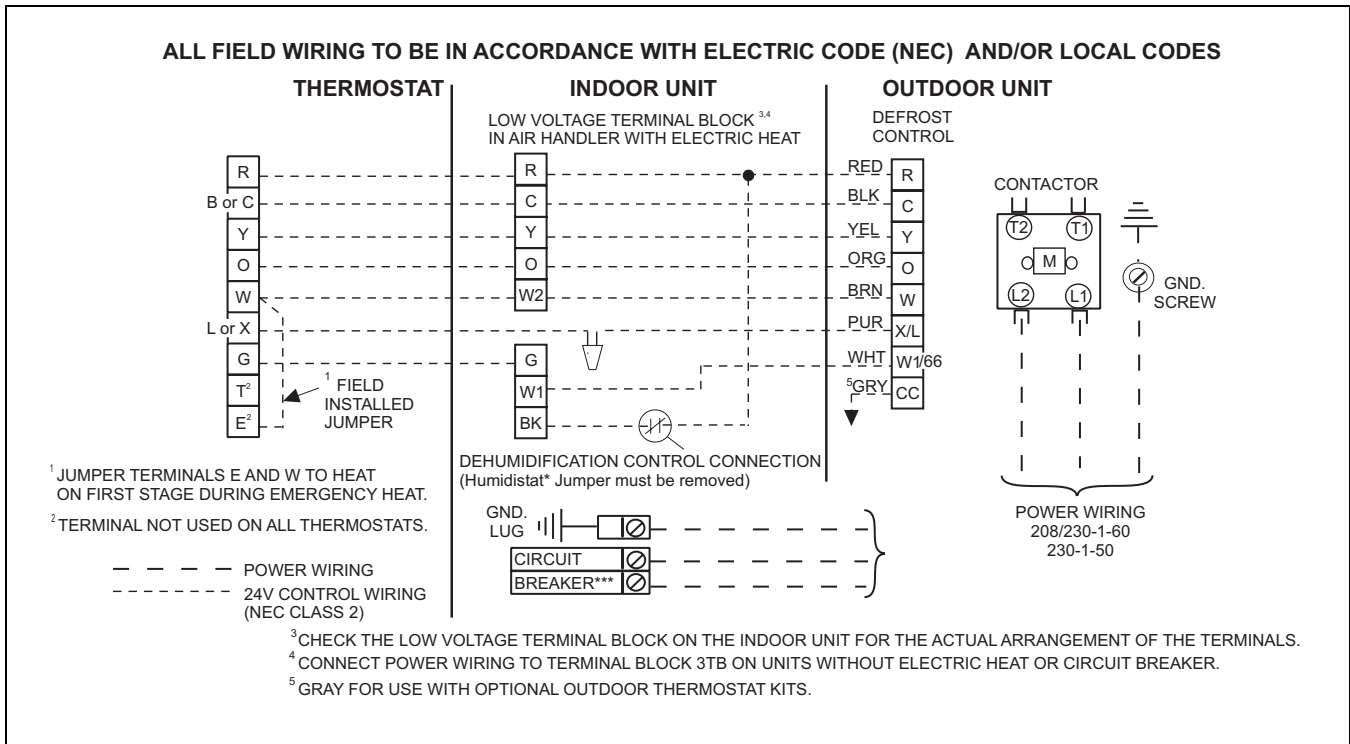 ALL FIELD WIRING TO BE IN ACCORDANCE WITH ELECTRIC CODE (NEC) AND/OR LOCAL CODES
THERMOSTAT
INDOOR UNIT
OUTDOOR UNIT
LOW VOLTAGE TERMINAL BLOCK 3,4
IN AIR HANDLER WITH ELECTRIC HEAT
DEFROST
CONTROL
R
B or C
Y
O
W
L or X
G
T2
E2
1 FIELD
INSTALLED
JUMPER
R
C
Y
O
W2
G
W1
BK
RED
BLK
YEL
ORG
BRN
PUR
WHT
5GRY
R
C
Y
O
W
X/L
W1/66
CC
CONTACTOR
T2
T1
M
L2
L1
GND.
SCREW
1 JUMPER TERMINALS E AND W TO HEAT
ON FIRST STAGE DURING EMERGENCY HEAT.
2 TERMINAL NOT USED ON ALL THERMOSTATS.
POWER WIRING
24V CONTROL WIRING
(NEC CLASS 2)
DEHUMIDIFICATION CONTROL CONNECTION
(Humidistat* Jumper must be removed)
GND.
LUG
CIRCUIT
BREAKER***
POWER WIRING
208/230-1-60
230-1-50
3 CHECK THE LOW VOLTAGE TERMINAL BLOCK ON THE INDOOR UNIT FOR THE ACTUAL ARRANGEMENT OF THE TERMINALS.
4 CONNECT POWER WIRING TO TERMINAL BLOCK 3TB ON UNITS WITHOUT ELECTRIC HEAT OR CIRCUIT BREAKER.
5 GRAY FOR USE WITH OPTIONAL OUTDOOR THERMOSTAT KITS.